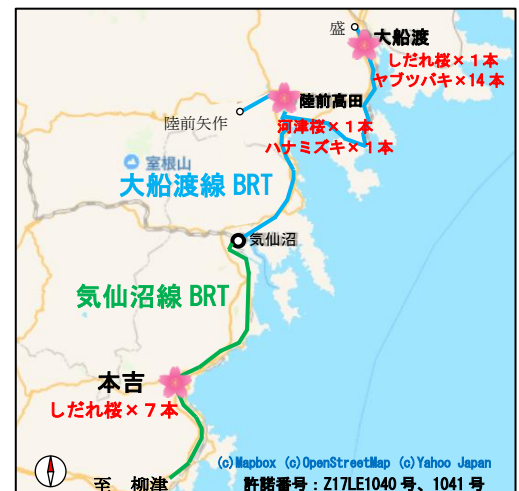 盛
大船渡
しだれ桜×1本
ヤブツバキ×14本
陸前高田
陸前矢作
河津桜×1本
ハナミズキ×1本
室根山
大船渡線 BRT
気仙沼
気仙沼線 BRT
本吉
しだれ桜×7本
(c)Mapbox (c)OpenStreetMap (c)Yahoo Japan
至 柳津
許諾番号：Z17LE1040 号、1041 号